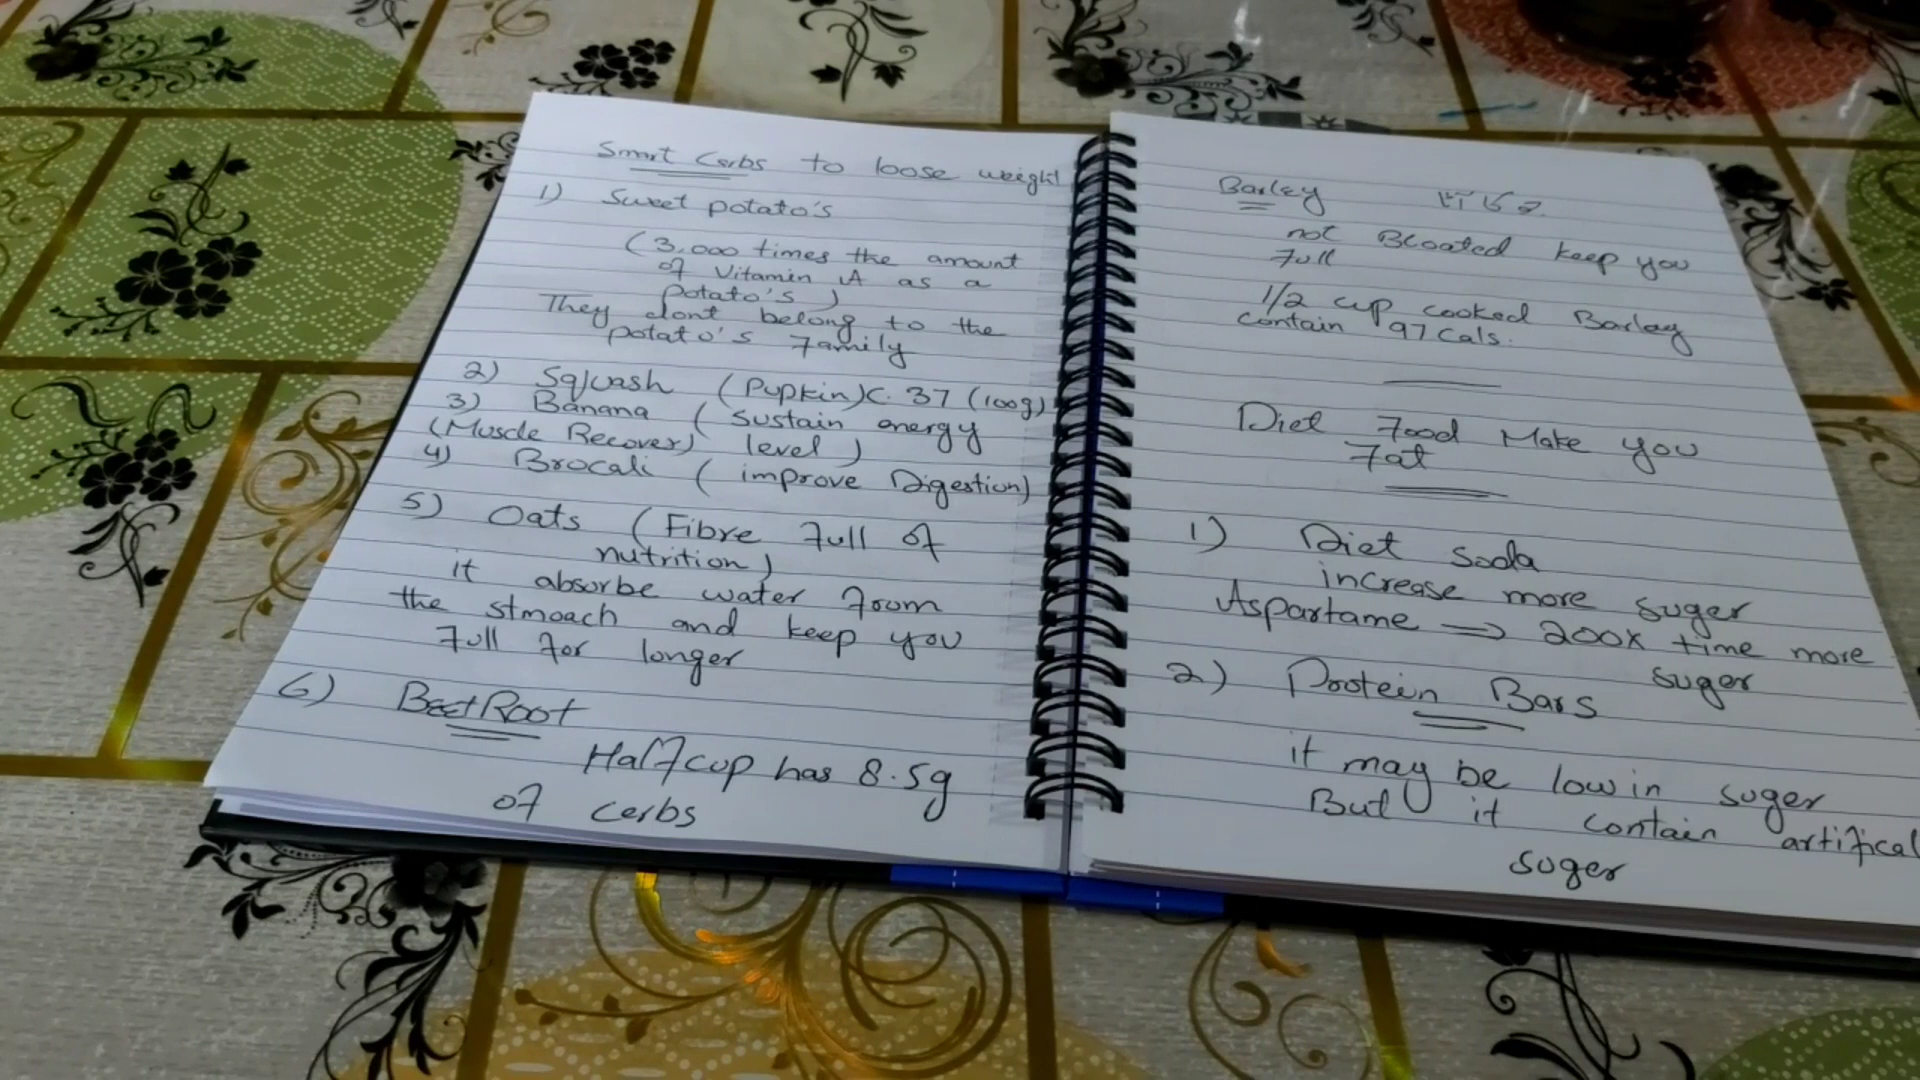 Smart Cerbs to loose weight
1) Sweet potato's
(3,000 times the amount
of Vitamin A as a
potato's)
They dont belong to the
potato's family
2) Sqluash (Pupkin) C. 37 (100g)
3) Banana (Sustain energy
(Muscle Recover) level)
4) Brocali (improve Digestion)
5) Oats (Fibre full of
nutrition)
it absorbe water from
the stmoach and keep you
full for longer
6) BeetRoot
Half cup has 8.5g
of cerbs
Barley
not Bloated keep you
full
1/2 cup cooked Barley
contain 97 Cals.
Diet Food Make you
Fat
1) Diet soda
increase more suger
Aspartame => 200x time more
suger
2) Protein Bars
it may be low in suger
But it contain artifical
suger